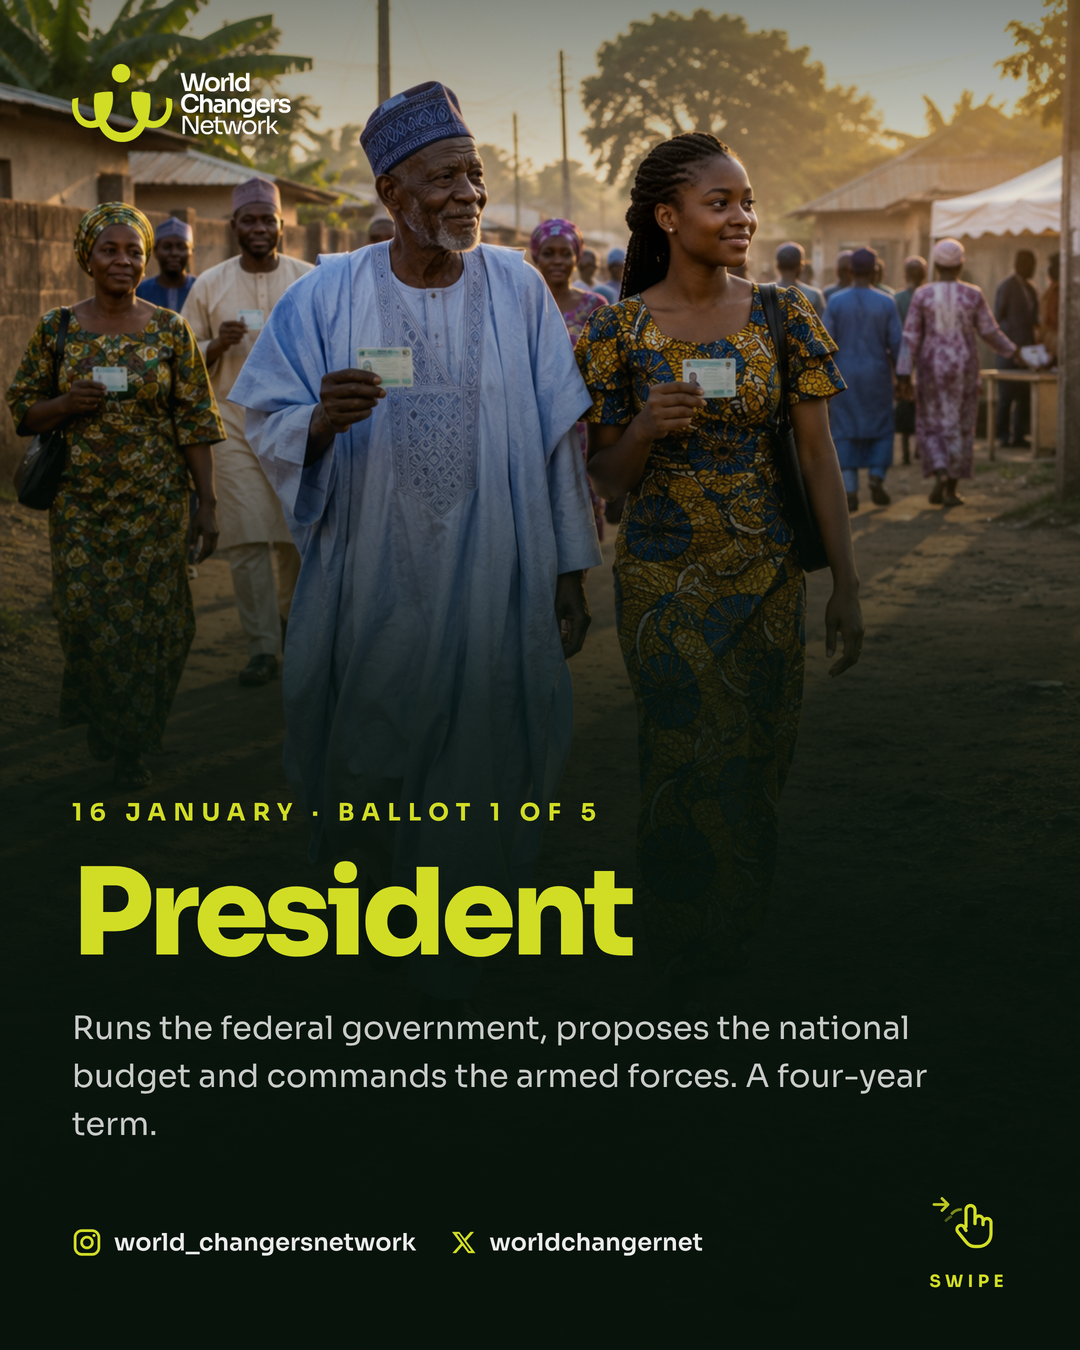 World
Changers
Network
16 JANUARY · BALLOT 1 OF 5
President
Runs the federal government, proposes the national
budget and commands the armed forces. A four-year
term.
world_changersnetwork
worldchangernet
SWIPE